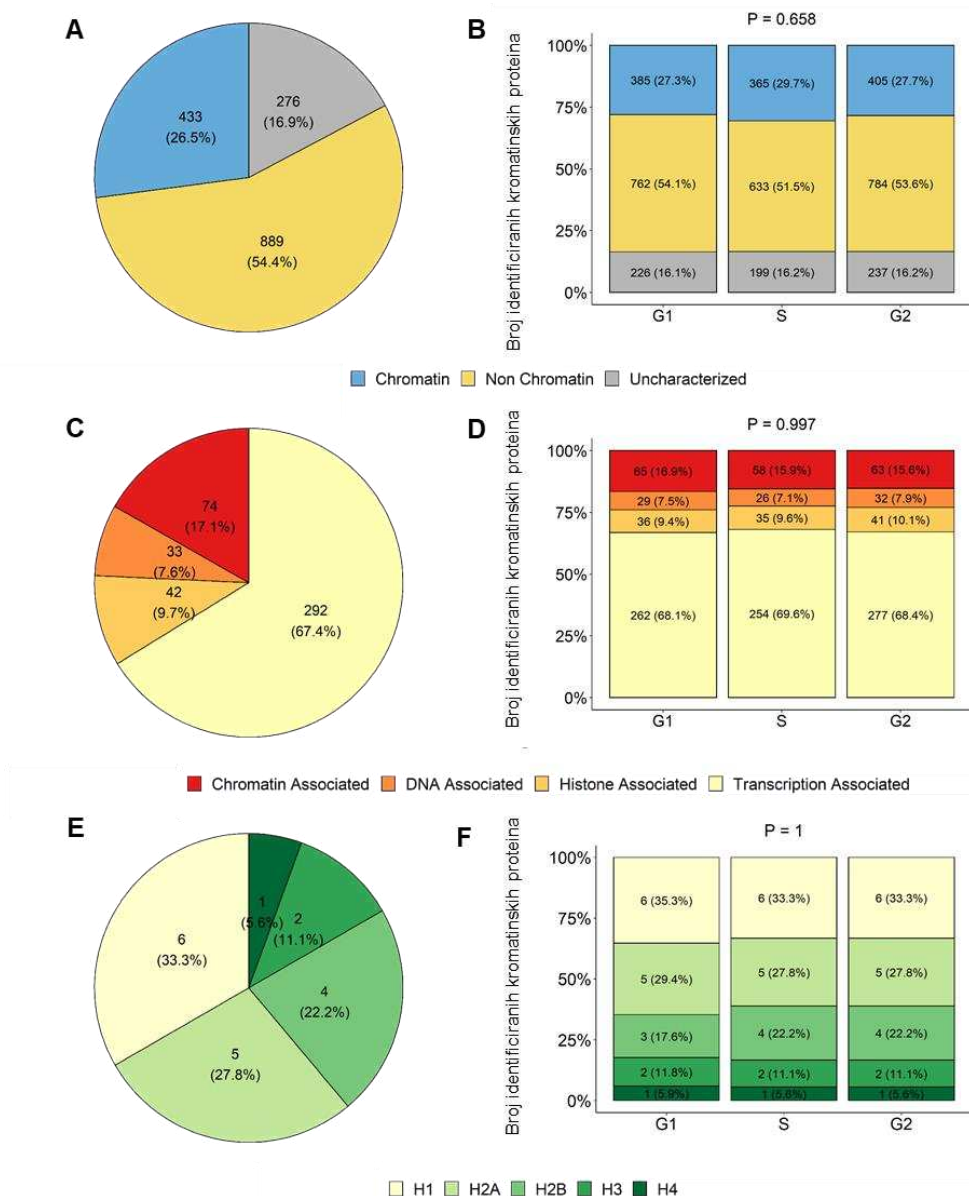 A
433
(26.5%)
276
(16.9%)
889
(54.4%)
B
P = 0.658
Broj identificiranih kromatinskih proteina
100%
75%
50%
25%
0%
385 (27.3%)
365 (29.7%)
405 (27.7%)
762 (54.1%)
633 (51.5%)
784 (53.6%)
226 (16.1%)
199 (16.2%)
237 (16.2%)
G1
S
G2
Chromatin
Non Chromatin
Uncharacterized
C
74
(17.1%)
33
(7.6%)
42
(9.7%)
292
(67.4%)
D
P = 0.997
Broj identificiranih kromatinskih proteina
100%
75%
50%
25%
0%
65 (16.9%)
58 (15.9%)
63 (15.6%)
29 (7.5%)
26 (7.1%)
32 (7.9%)
36 (9.4%)
35 (9.6%)
41 (10.1%)
262 (68.1%)
254 (69.6%)
277 (68.4%)
G1
S
G2
Chromatin Associated
DNA Associated
Histone Associated
Transcription Associated
E
1
(5.6%)
2
(11.1%)
6
(33.3%)
4
(22.2%)
5
(27.8%)
F
P = 1
Broj identificiranih kromatinskih proteina
100%
75%
50%
25%
0%
6 (35.3%)
6 (33.3%)
6 (33.3%)
5 (29.4%)
5 (27.8%)
5 (27.8%)
3 (17.6%)
4 (22.2%)
4 (22.2%)
2 (11.8%)
2 (11.1%)
2 (11.1%)
1 (5.9%)
1 (5.6%)
1 (5.6%)
G1
S
G2
H1
H2A
H2B
H3
H4